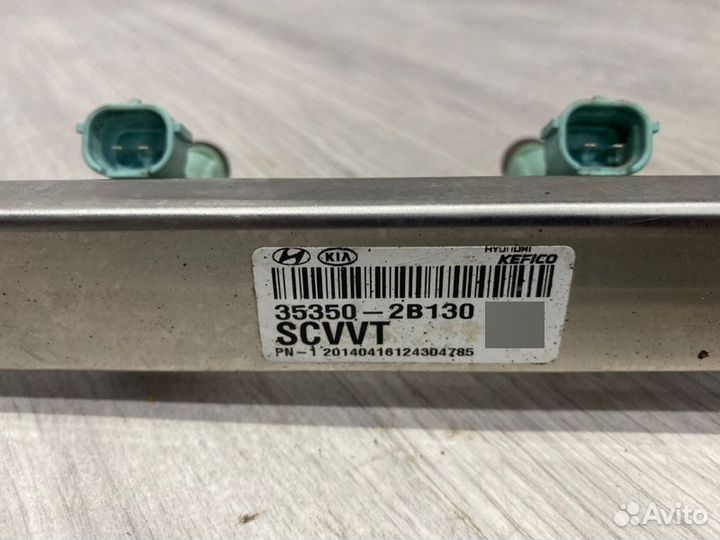 HYUNDAI
KIA KEFICO
35350-2B130
SCVVT
PN-1 20140416124304785
Avito